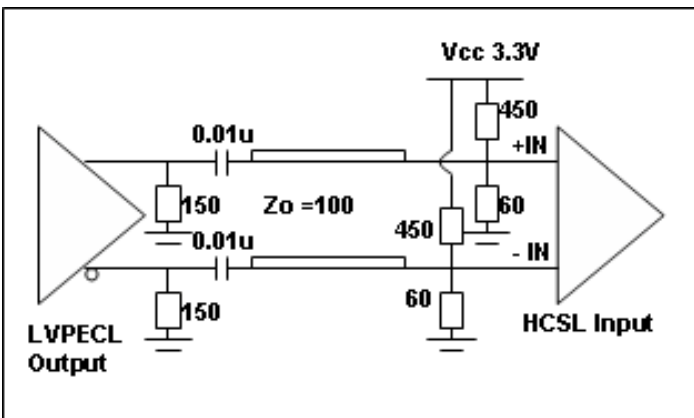 Vcc 3.3V
450
0.01u
+IN
150
Zo =100
60
450
0.01u
- IN
150
60
LVPECL
Output
HCSL Input